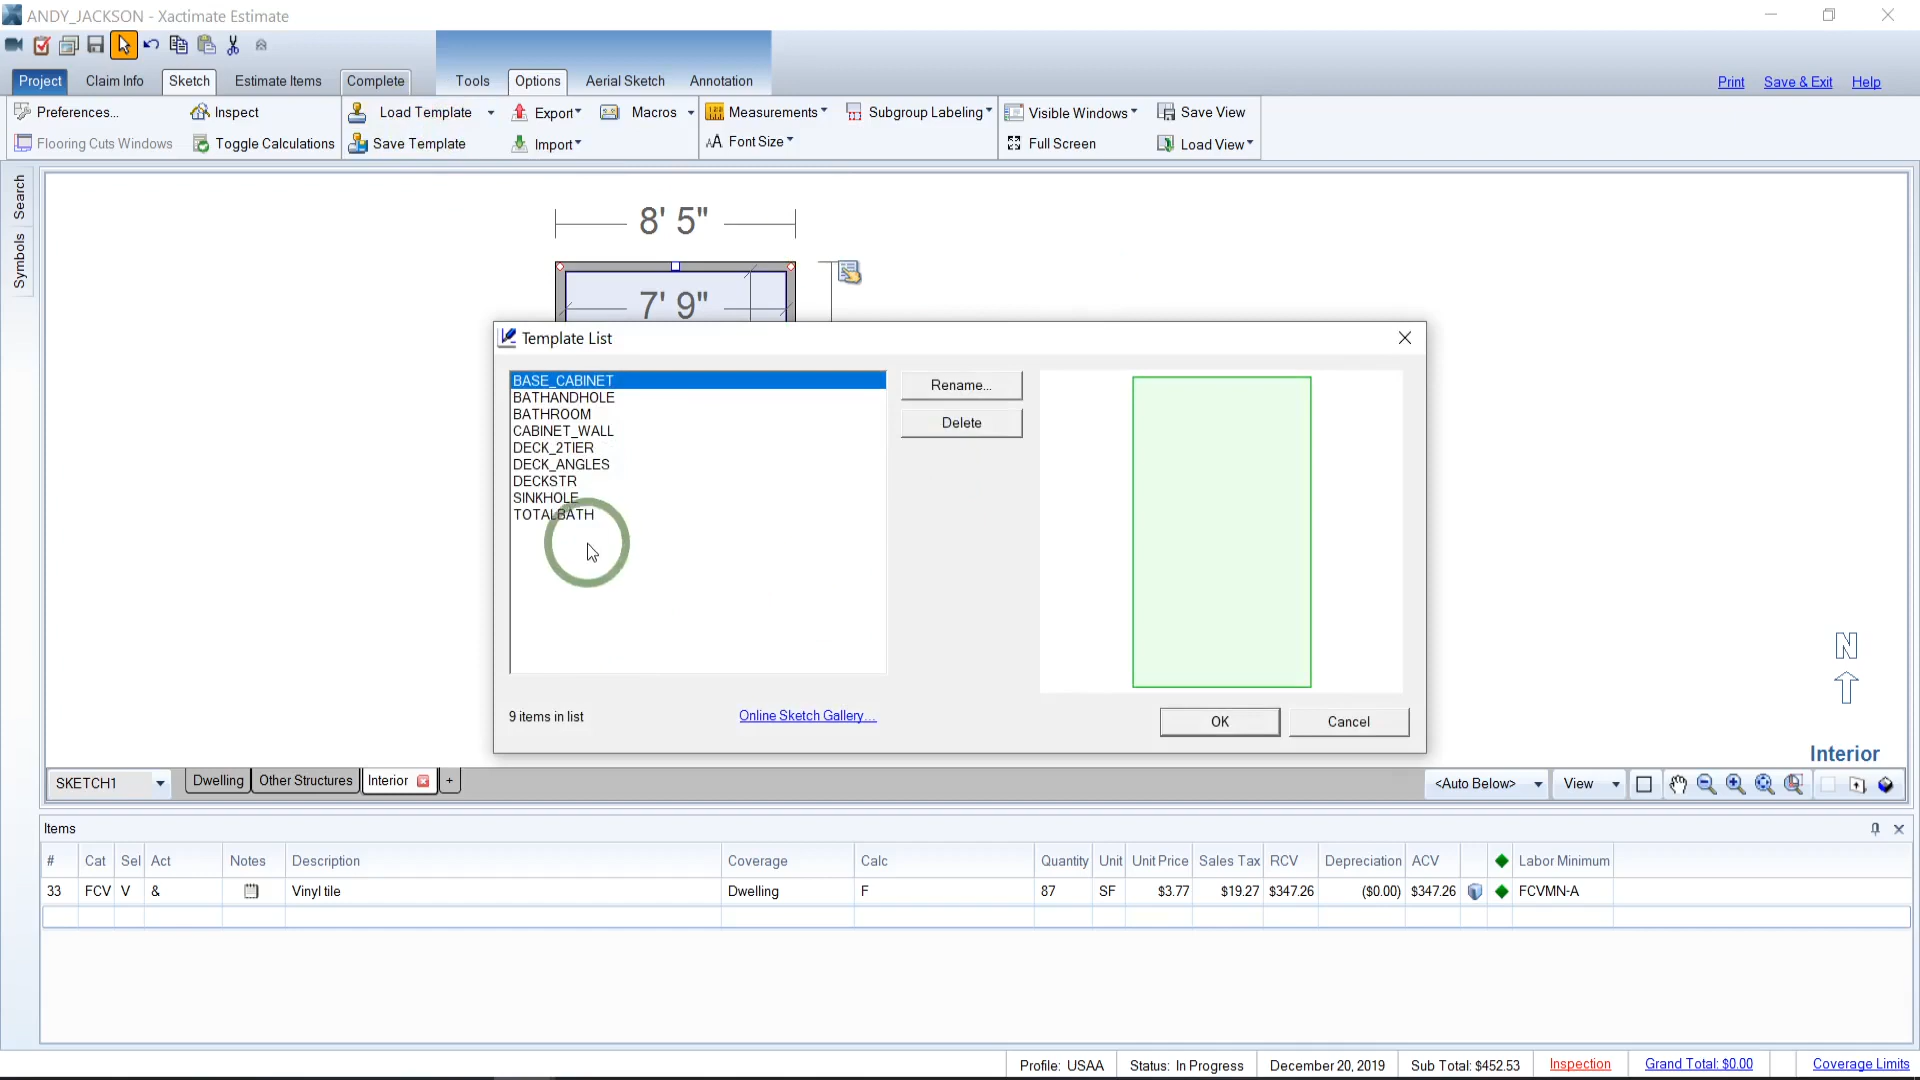 ANDY_JACKSON - Xactimate Estimate
Project Claim Info Sketch Estimate Items Complete Tools Options Aerial Sketch Annotation Print Save & Exit Help
Preferences... Inspect Load Template Export Macros Measurements Subgroup Labeling Visible Windows Save View
Flooring Cuts Windows Toggle Calculations Save Template Import Font Size Full Screen Load View
Search
Symbols
8' 5"
7' 9"
Template List
BASE_CABINET
BATHANDHOLE
BATHROOM
CABINET_WALL
DECK_2TIER
DECK_ANGLES
DECKSTR
SINKHOLE
TOTALBATH
Rename...
Delete
9 items in list
Online Sketch Gallery...
OK
Cancel
N
Interior
SKETCH1 Dwelling Other Structures Interior + <Auto Below> View
Items
# Cat Sel Act Notes Description Coverage Calc Quantity Unit Unit Price Sales Tax RCV Depreciation ACV Labor Minimum
33 FCV V & Vinyl tile Dwelling F 87 SF $3.77 $19.27 $347.26 ($0.00) $347.26 FCVMN-A
Profile: USAA Status: In Progress December 20, 2019 Sub Total: $452.53 Inspection Grand Total: $0.00 Coverage Limits